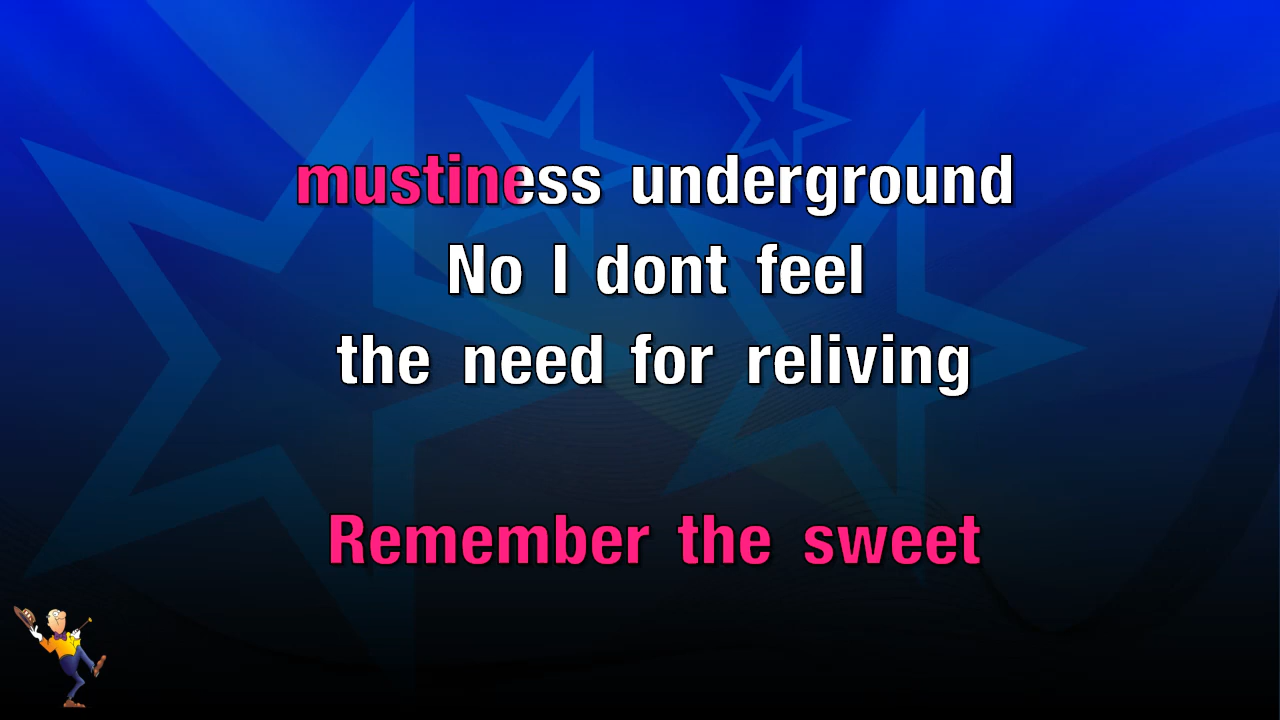 mustiness underground
No I dont feel
the need for reliving
Remember the sweet